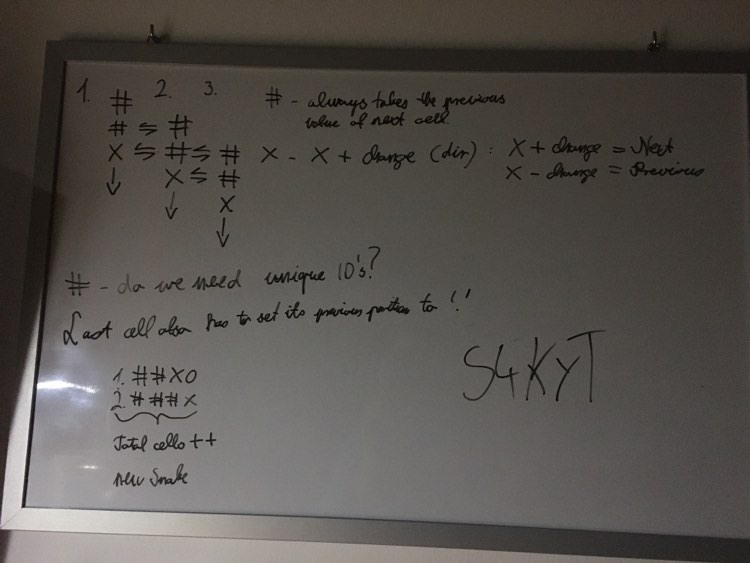 1. 2. 3. # - always takes the previous
# value of next cell
# ⇆ #
X ⇆ # ⇆ # X - X + change (dir) : X + change = Next
↓ X ⇆ # X - change = Previous
↓ X
↓
# - do we need unique ID's?
Last cell also has to set its previous position to '.'
1. # # X O
2. # # # X
Total cells ++
new Snake
S4KyT